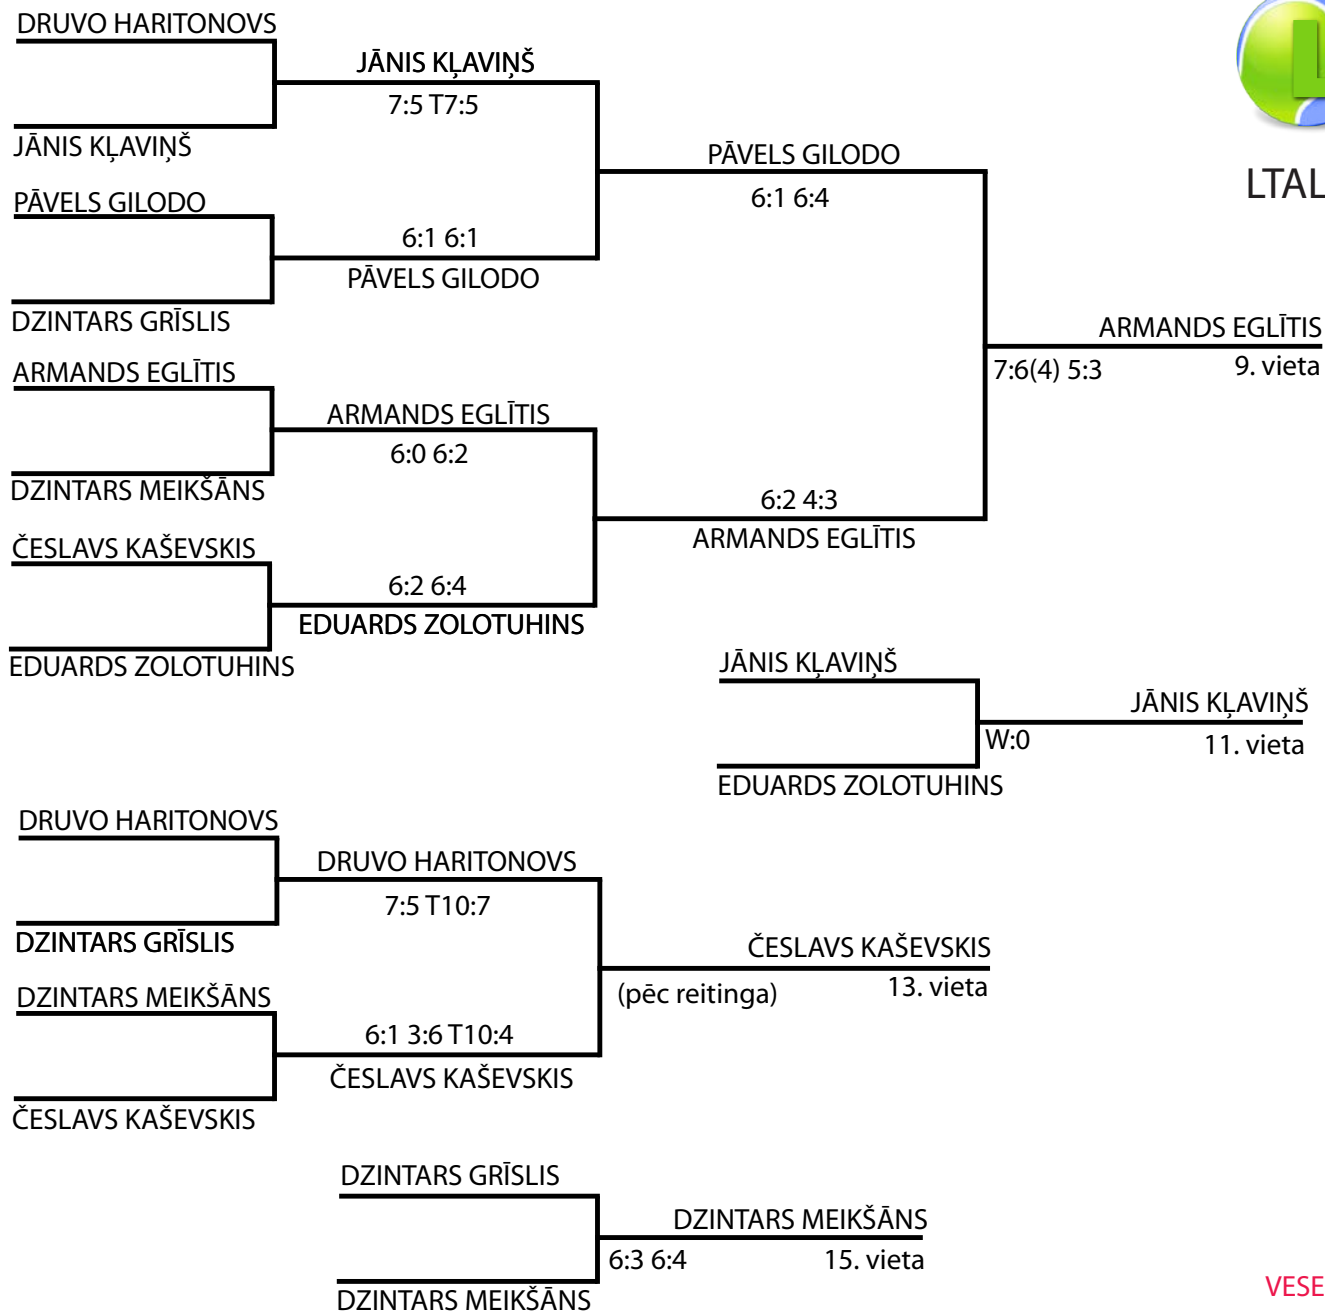 DRUVO HARITONOVS
JĀNIS KĻAVIŅŠ
7:5 T7:5
JĀNIS KĻAVIŅŠ
PĀVELS GILODO
6:1 6:4
PĀVELS GILODO
6:1 6:1
PĀVELS GILODO
DZINTARS GRĪSLIS
ARMANDS EGLĪTIS
7:6(4) 5:3
9. vieta
ARMANDS EGLĪTIS
ARMANDS EGLĪTIS
6:0 6:2
DZINTARS MEIKŠĀNS
6:2 4:3
ARMANDS EGLĪTIS
ČESLAVS KAŠEVSKIS
6:2 6:4
EDUARDS ZOLOTUHINS
EDUARDS ZOLOTUHINS
JĀNIS KĻAVIŅŠ
JĀNIS KĻAVIŅŠ
W:0
11. vieta
EDUARDS ZOLOTUHINS
DRUVO HARITONOVS
DRUVO HARITONOVS
7:5 T10:7
DZINTARS GRĪSLIS
ČESLAVS KAŠEVSKIS
(pēc reitinga)
13. vieta
DZINTARS MEIKŠĀNS
6:1 3:6 T10:4
ČESLAVS KAŠEVSKIS
ČESLAVS KAŠEVSKIS
DZINTARS GRĪSLIS
DZINTARS MEIKŠĀNS
6:3 6:4
15. vieta
DZINTARS MEIKŠĀNS
L
LTAL
VESE